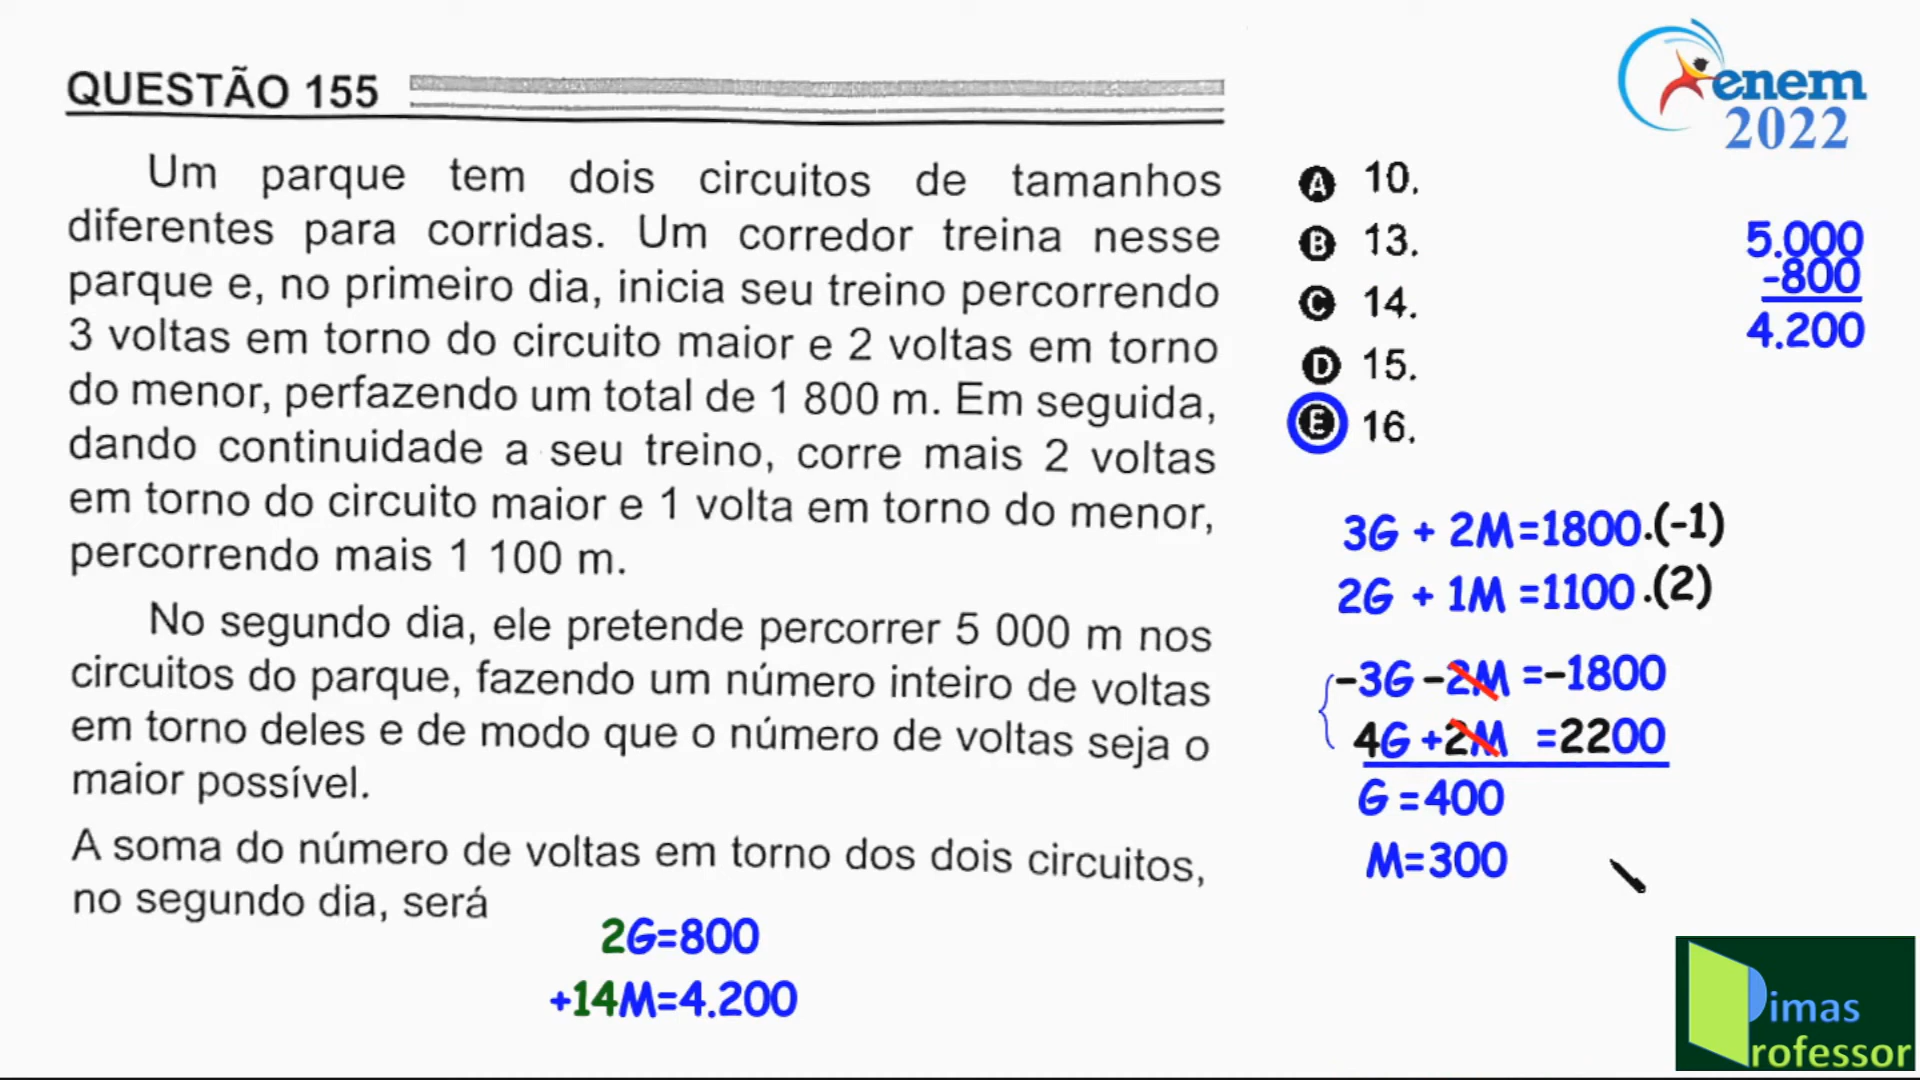 QUESTÃO 155
Um parque tem dois circuitos de tamanhos
diferentes para corridas. Um corredor treina nesse
parque e, no primeiro dia, inicia seu treino percorrendo
3 voltas em torno do circuito maior e 2 voltas em torno
do menor, perfazendo um total de 1 800 m. Em seguida,
dando continuidade a seu treino, corre mais 2 voltas
em torno do circuito maior e 1 volta em torno do menor,
percorrendo mais 1 100 m.
No segundo dia, ele pretende percorrer 5 000 m nos
circuitos do parque, fazendo um número inteiro de voltas
em torno deles e de modo que o número de voltas seja o
maior possível.
A soma do número de voltas em torno dos dois circuitos,
no segundo dia, será
2G=800
+14M=4.200
enem
2022
A 10.
B 13.
C 14.
D 15.
E 16.
5.000
-800
4.200
3G + 2M=1800.(-1)
2G + 1M=1100.(2)
-3G-2M=-1800
4G+2M =2200
G=400
M=300
Dimas
Professor